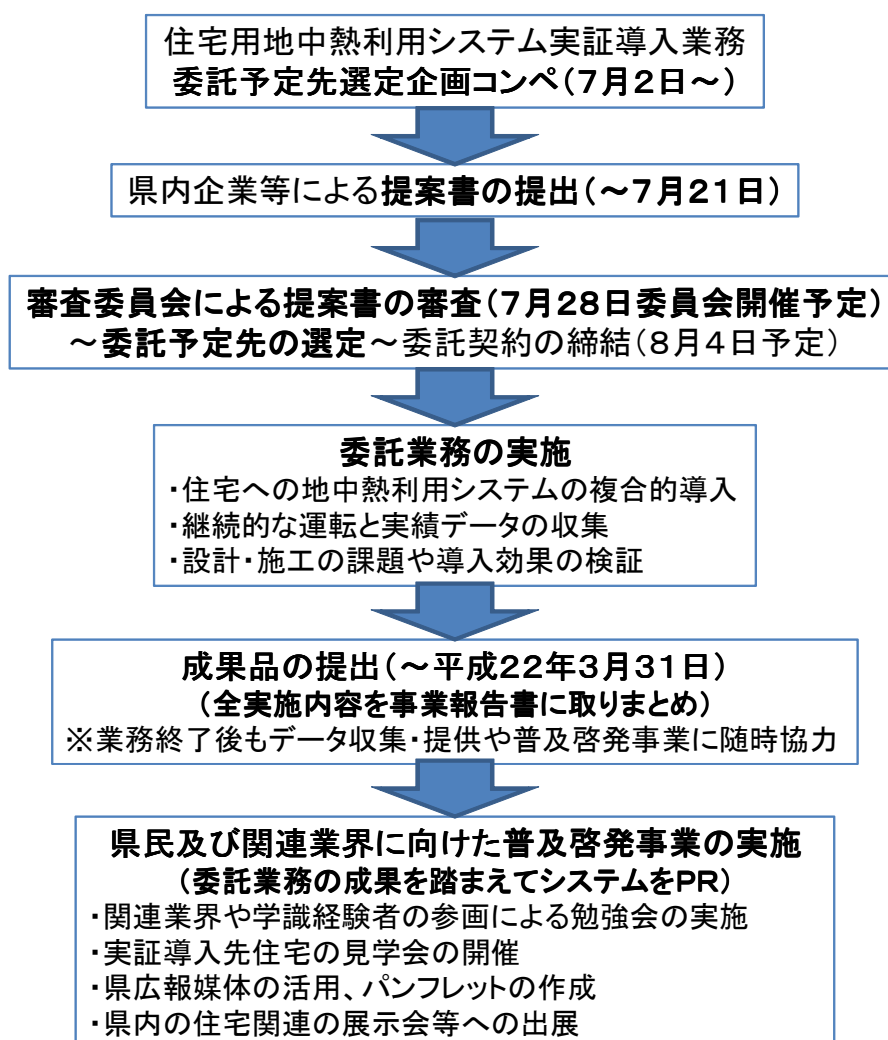 住宅用地中熱利用システム実証導入業務
委託予定先選定企画コンペ(7月2日~)
県内企業等による提案書の提出(~7月21日)
審査委員会による提案書の審査(7月28日委員会開催予定)
~委託予定先の選定~委託契約の締結(8月4日予定)
委託業務の実施
・住宅への地中熱利用システムの複合的導入
・継続的な運転と実績データの収集
・設計・施工の課題や導入効果の検証
成果品の提出(~平成22年3月31日)
(全実施内容を事業報告書に取りまとめ)
※業務終了後もデータ収集・提供や普及啓発事業に随時協力
県民及び関連業界に向けた普及啓発事業の実施
(委託業務の成果を踏まえてシステムをPR)
・関連業界や学識経験者の参画による勉強会の実施
・実証導入先住宅の見学会の開催
・県広報媒体の活用、パンフレットの作成
・県内の住宅関連の展示会等への出展